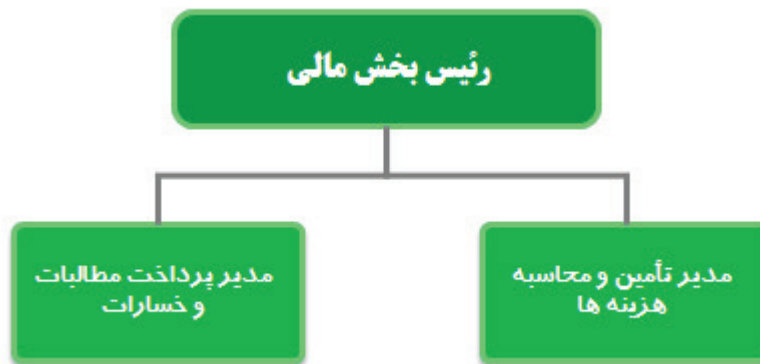 رئیس بخش مالی
مدیر تأمین و محاسبه
هزینه ها
مدیر پرداخت مطالبات
و خسارات